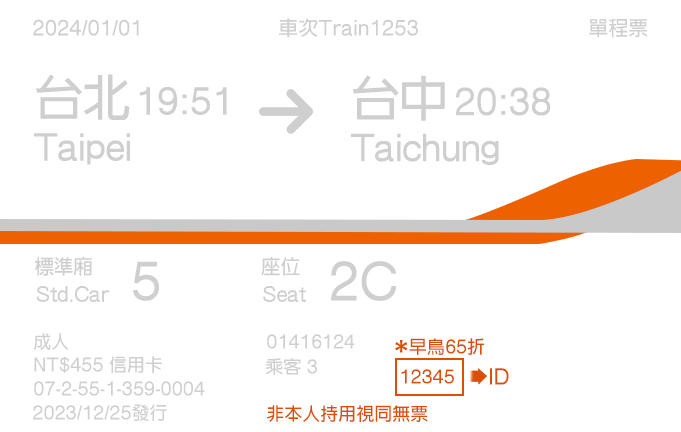 2024/01/01 車次Train1253 單程票
台北 19:51 → 台中 20:38
Taipei Taichung
標準廂 座位
Std.Car 5 Seat 2C
成人 01416124 *早鳥65折
NT$455 信用卡 乘客 3
12345 ➡ID
07-2-55-1-359-0004
2023/12/25發行 非本人持用視同無票